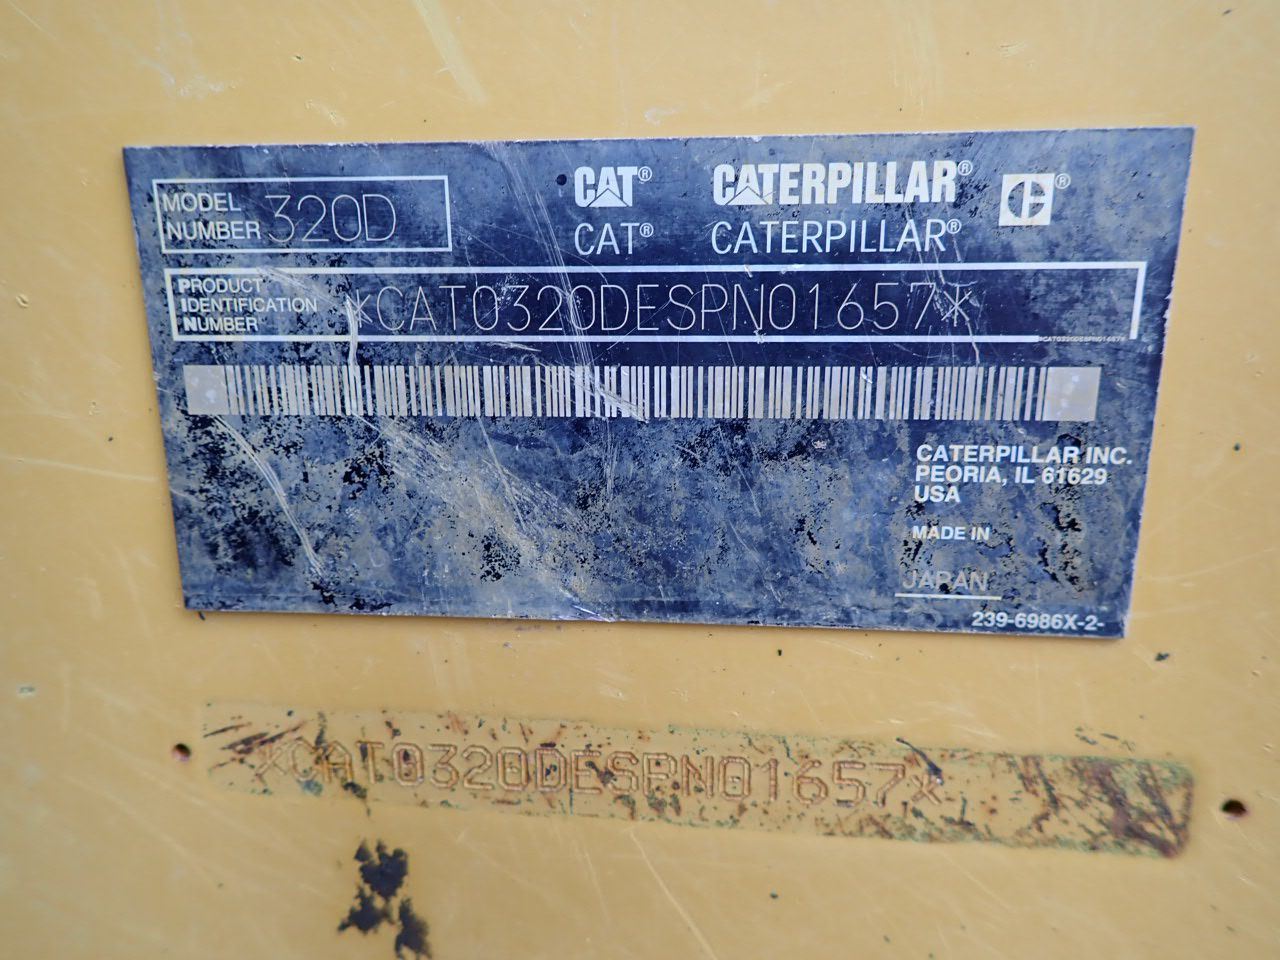 MODEL NUMBER 320D
CAT® CATERPILLAR®
CAT® CATERPILLAR®
PRODUCT IDENTIFICATION NUMBER *CAT0320DESPN01657*
*CAT0320DESPN01657*
CATERPILLAR INC.
PEORIA, IL 61629
USA
MADE IN
JAPAN
239-6986X-2-
*CAT0320DESPN01657*